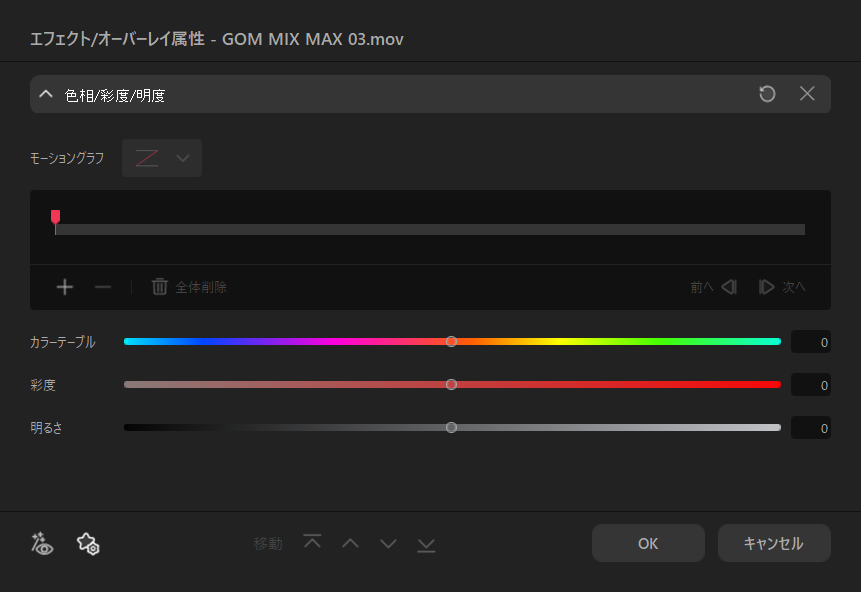 エフェクト/オーバーレイ属性 - GOM MIX MAX 03.mov
色相/彩度/明度
モーショングラフ
全体削除
前へ
次へ
カラーテーブル 0
彩度 0
明るさ 0
移動
OK
キャンセル